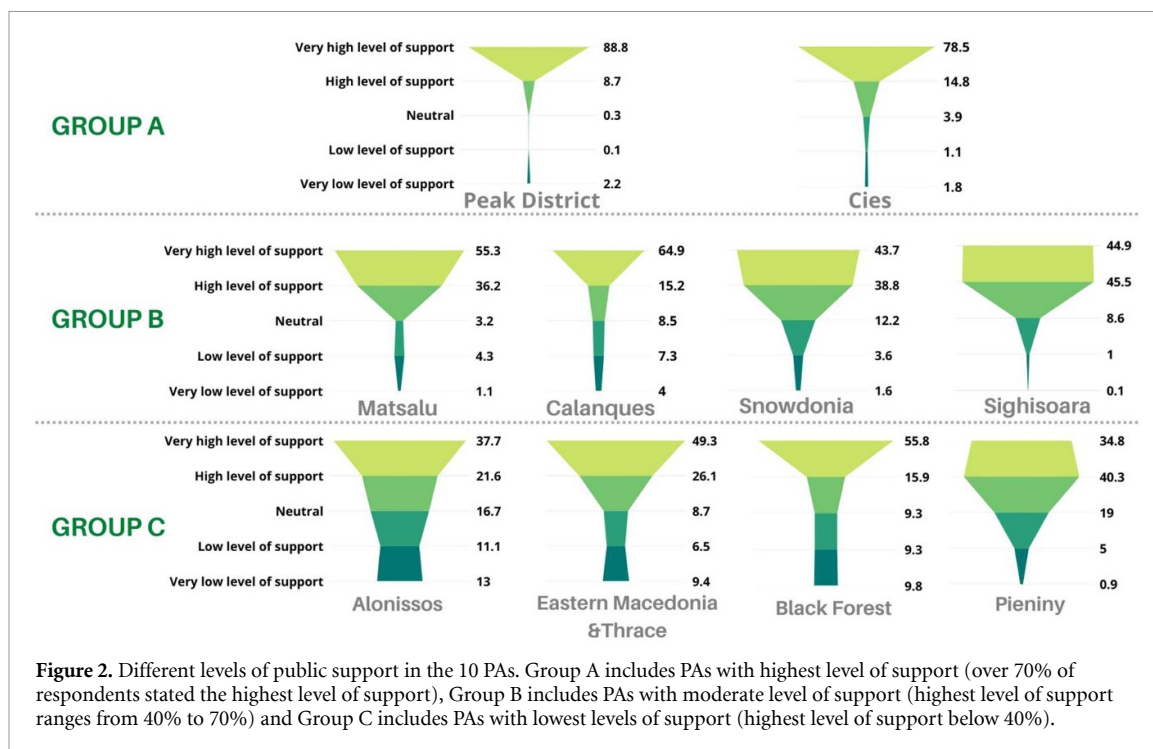 Very high level of support 88.8 78.5
High level of support 8.7 14.8
GROUP A
Neutral 0.3 3.9
Low level of support 0.1 1.1
Very low level of support 2.2 1.8
Peak District Cies
Very high level of support 55.3 64.9 43.7 44.9
High level of support 36.2 15.2 38.8 45.5
GROUP B
Neutral 3.2 8.5 12.2 8.6
Low level of support 4.3 7.3 3.6 1
Very low level of support 1.1 4 1.6 0.1
Matsalu Calanques Snowdonia Sighisoara
Very high level of support 37.7 49.3 55.8 34.8
High level of support 21.6 26.1 15.9 40.3
Neutral 16.7 8.7 9.3 19
GROUP C
Low level of support 11.1 6.5 9.3 5
Very low level of support 13 9.4 9.8 0.9
Alonissos Eastern Macedonia Black Forest Pieniny
&Thrace
Figure 2. Different levels of public support in the 10 PAs. Group A includes PAs with highest level of support (over 70% of
respondents stated the highest level of support), Group B includes PAs with moderate level of support (highest level of support
ranges from 40% to 70%) and Group C includes PAs with lowest levels of support (highest level of support below 40%).